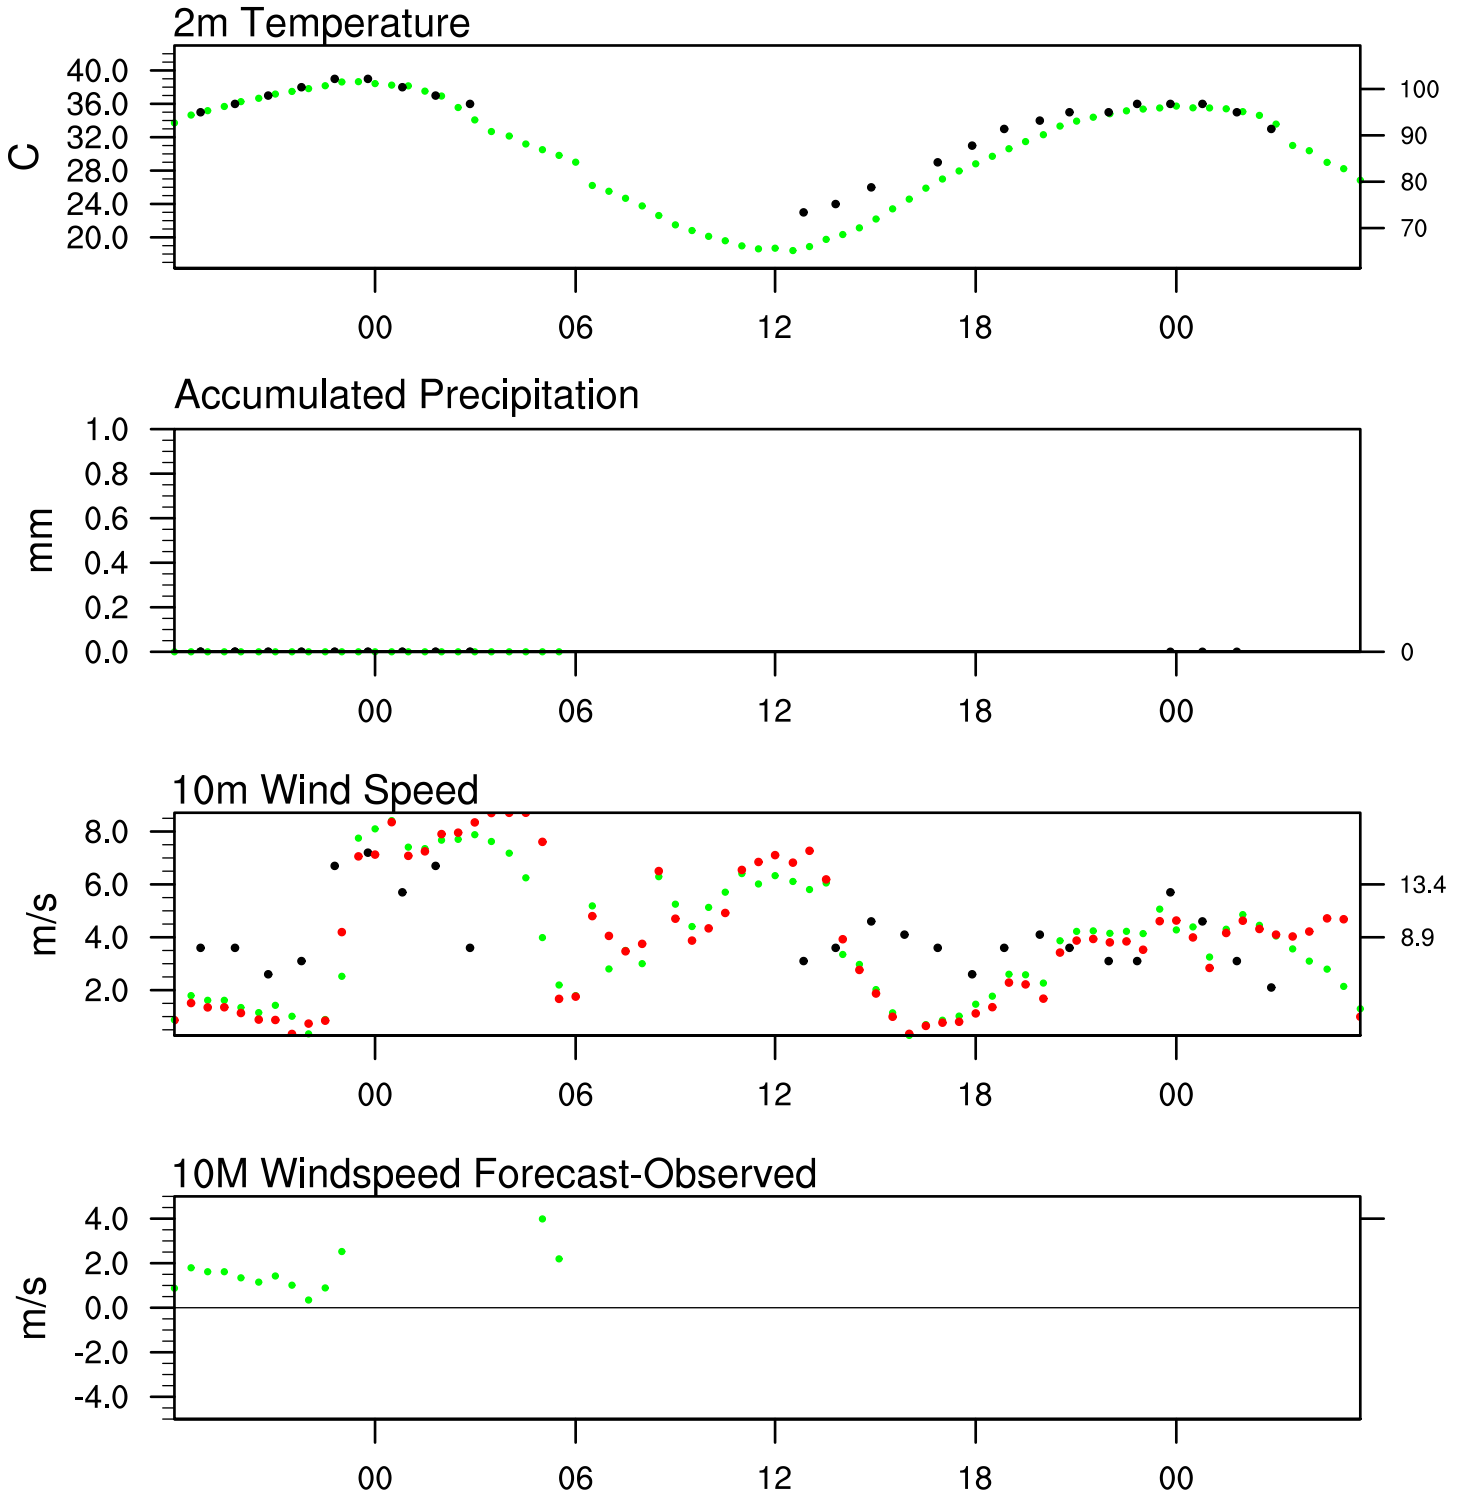 2m Temperature
C
40.0
36.0
32.0
28.0
24.0
20.0
100
90
80
70
00 06 12 18 00
Accumulated Precipitation
mm
1.0
0.8
0.6
0.4
0.2
0.0
0
00 06 12 18 00
10m Wind Speed
m/s
8.0
6.0
4.0
2.0
13.4
8.9
00 06 12 18 00
10M Windspeed Forecast-Observed
m/s
4.0
2.0
0.0
-2.0
-4.0
00 06 12 18 00